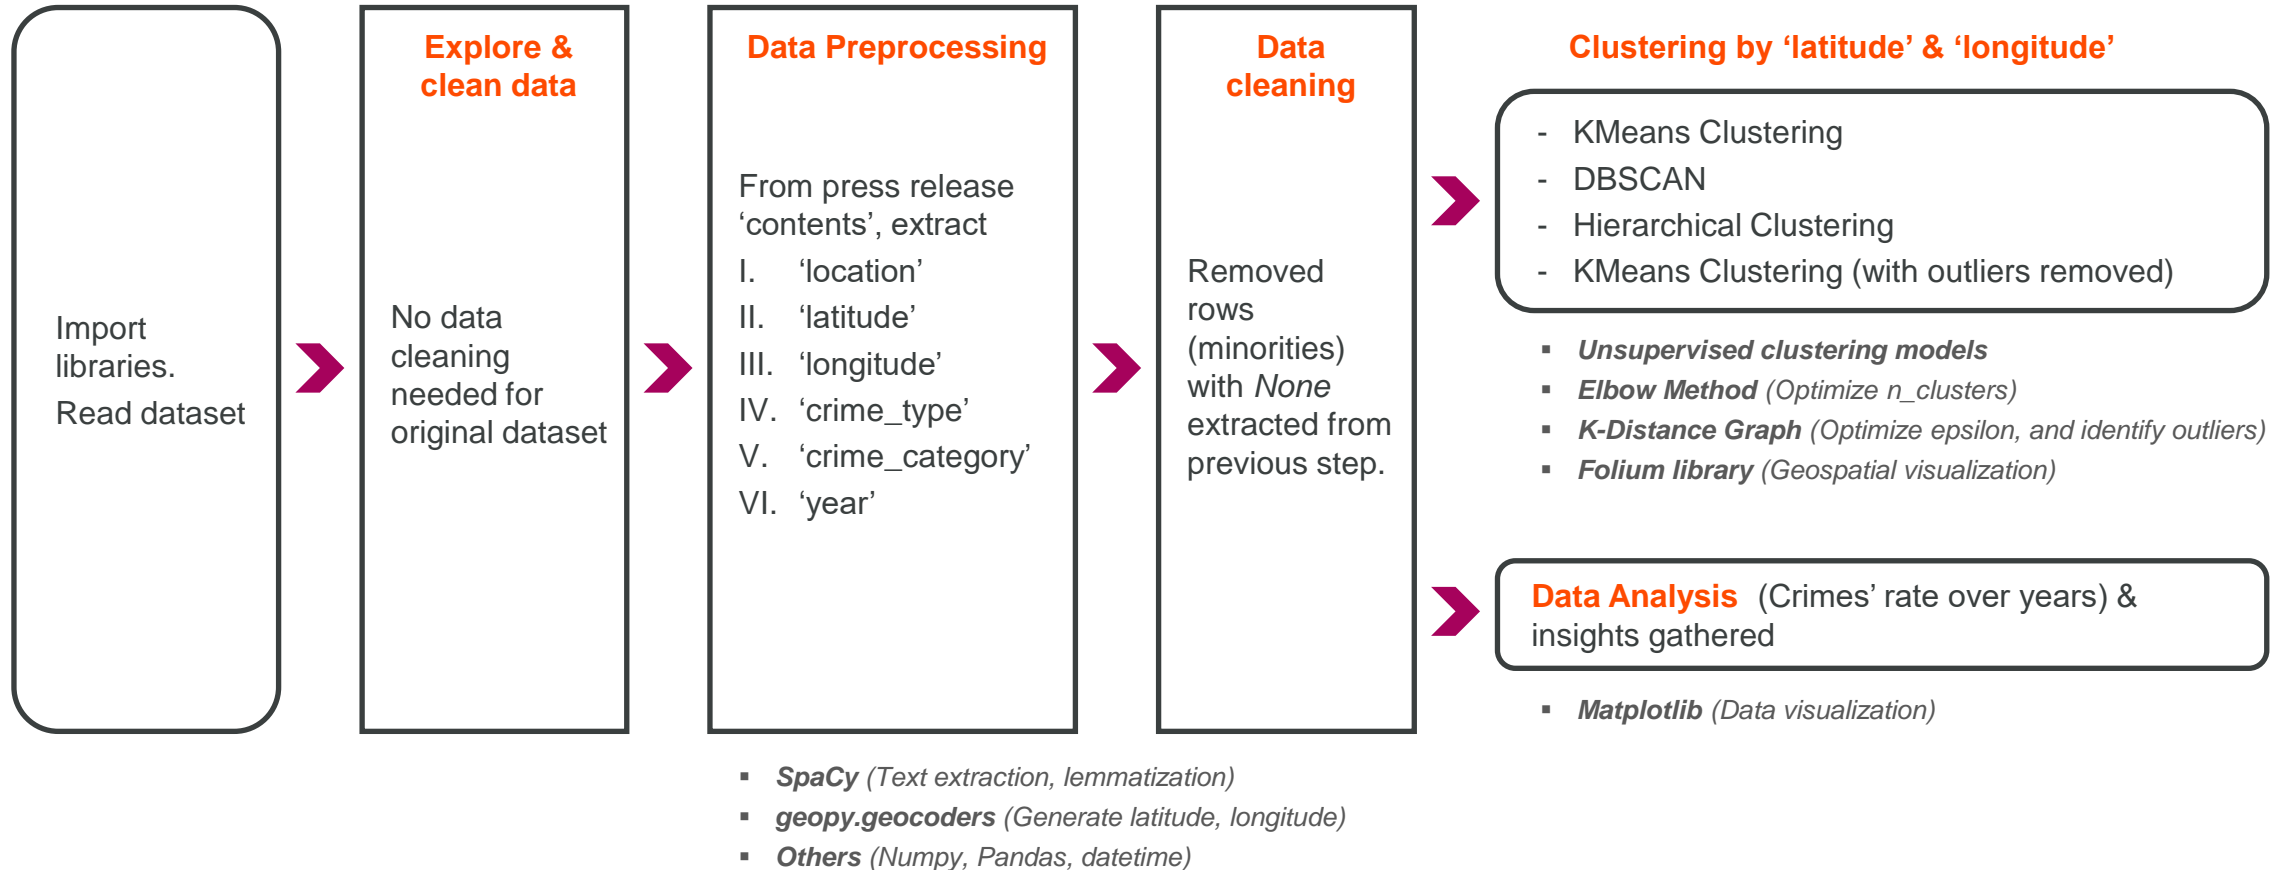 Import
libraries.
Read dataset
Explore &
clean data
No data
cleaning
needed for
original dataset
Data Preprocessing
From press release
‘contents’, extract
I. ‘location’
II. ‘latitude’
III. ‘longitude’
IV. ‘crime_type’
V. ‘crime_category’
VI. ‘year’
▪ SpaCy (Text extraction, lemmatization)
▪ geopy.geocoders (Generate latitude, longitude)
▪ Others (Numpy, Pandas, datetime)
Data
cleaning
Removed
rows
(minorities)
with None
extracted from
previous step.
Clustering by ‘latitude’ & ‘longitude’
- KMeans Clustering
- DBSCAN
- Hierarchical Clustering
- KMeans Clustering (with outliers removed)
▪ Unsupervised clustering models
▪ Elbow Method (Optimize n_clusters)
▪ K-Distance Graph (Optimize epsilon, and identify outliers)
▪ Folium library (Geospatial visualization)
Data Analysis (Crimes’ rate over years) &
insights gathered
▪ Matplotlib (Data visualization)